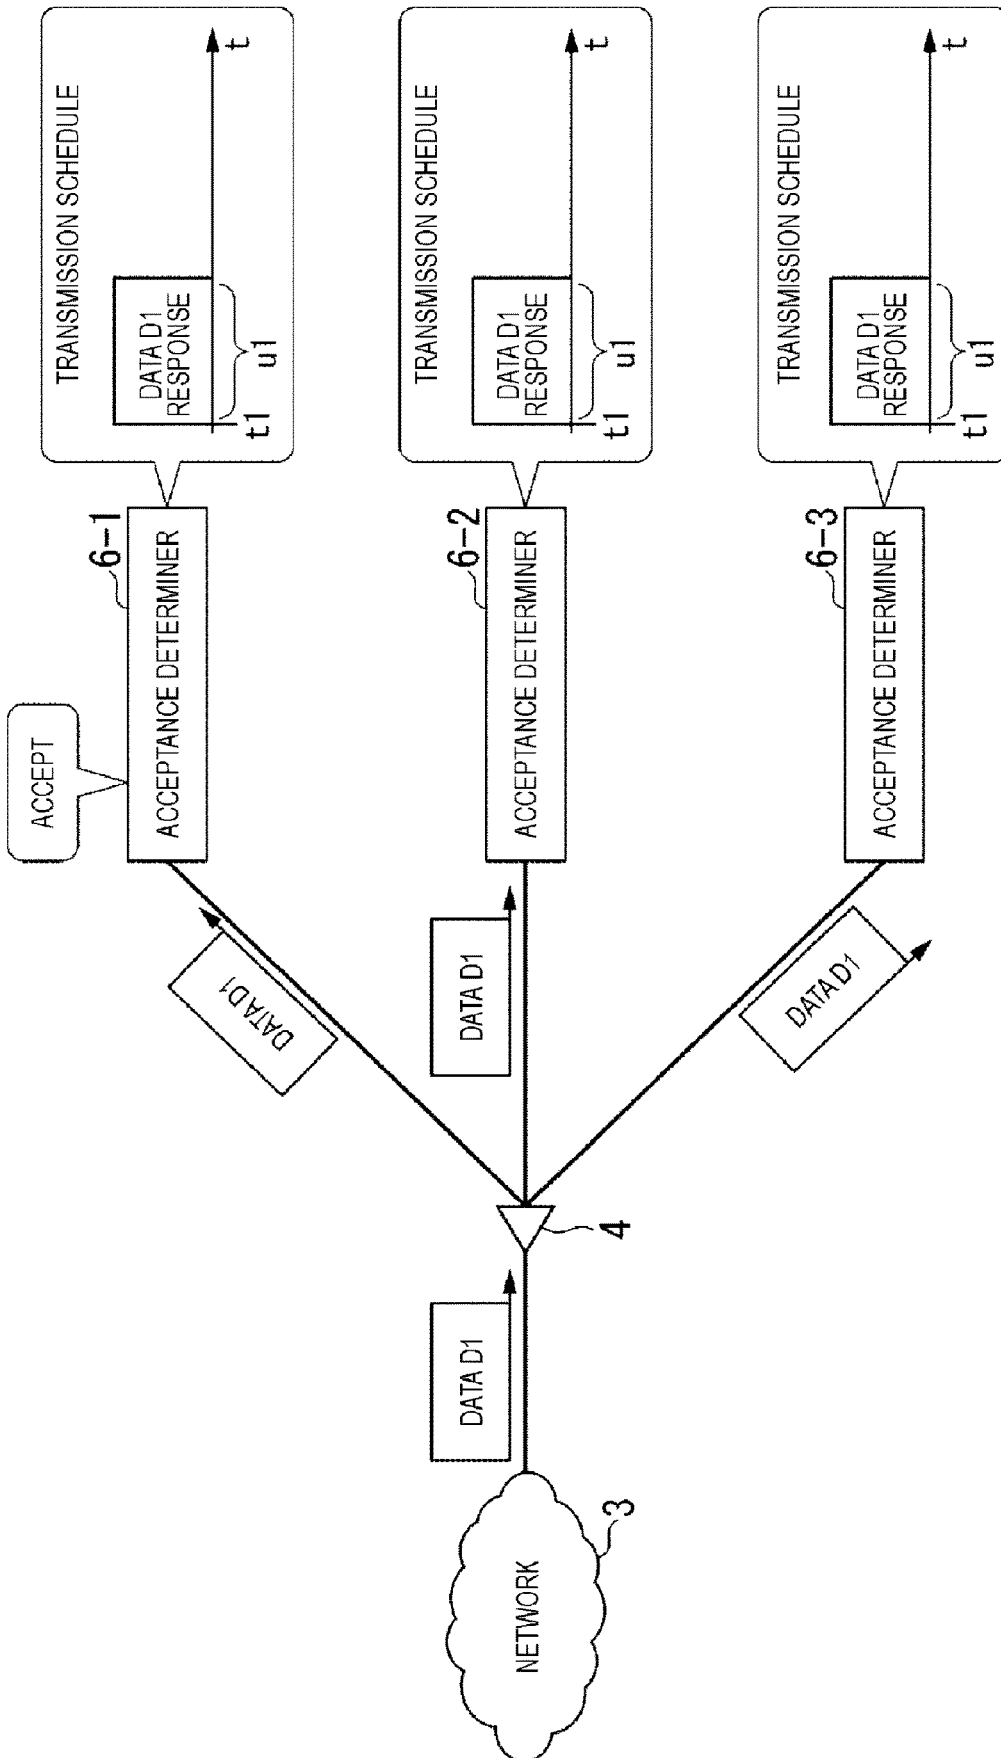 NETWORK
3
DATA D1
4
DATA D1
DATA D1
DATA D1
ACCEPT
ACCEPTANCE DETERMINER
6-1
TRANSMISSION SCHEDULE
DATA D1
RESPONSE
t1
u1
t
ACCEPTANCE DETERMINER
6-2
TRANSMISSION SCHEDULE
DATA D1
RESPONSE
t1
u1
t
ACCEPTANCE DETERMINER
6-3
TRANSMISSION SCHEDULE
DATA D1
RESPONSE
t1
u1
t